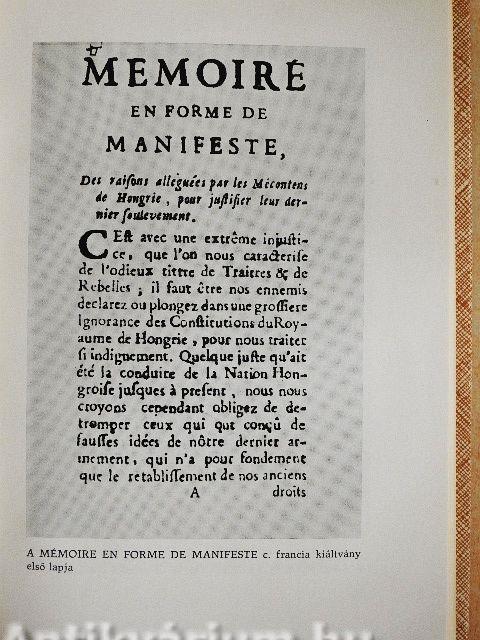 MEMOIRE
EN FORME DE
MANIFESTE,
Des raiſons alleguées par les Mécontens
de Hongrie, pour juſtifier leur der-
nier ſoulevement.
CEſt avec une extrême injuſti-
ce, que l'on nous caracteriſe
de l'odieux tittre de Traitres & de
Rebelles ; il faut être nos ennemis
declarez ou plongez dans une groſſiere
Ignorance des Conſtitutions du Roy-
aume de Hongrie, pour nous traiter
ſi indignement. Quelque juſte qu'ait
été la conduite de la Nation Hon-
groiſe juſques à preſent, nous nous
croyons cependant obligez de de-
tromper ceux qui ont conçû de
fauſſes idées de nôtre dernier ar-
mement, qui n'a pour fondement
que le retabliſſement de nos anciens
A droits
A MÉMOIRE EN FORME DE MANIFESTE c. francia kiáltvány
első lapja
Antikvárium.hu